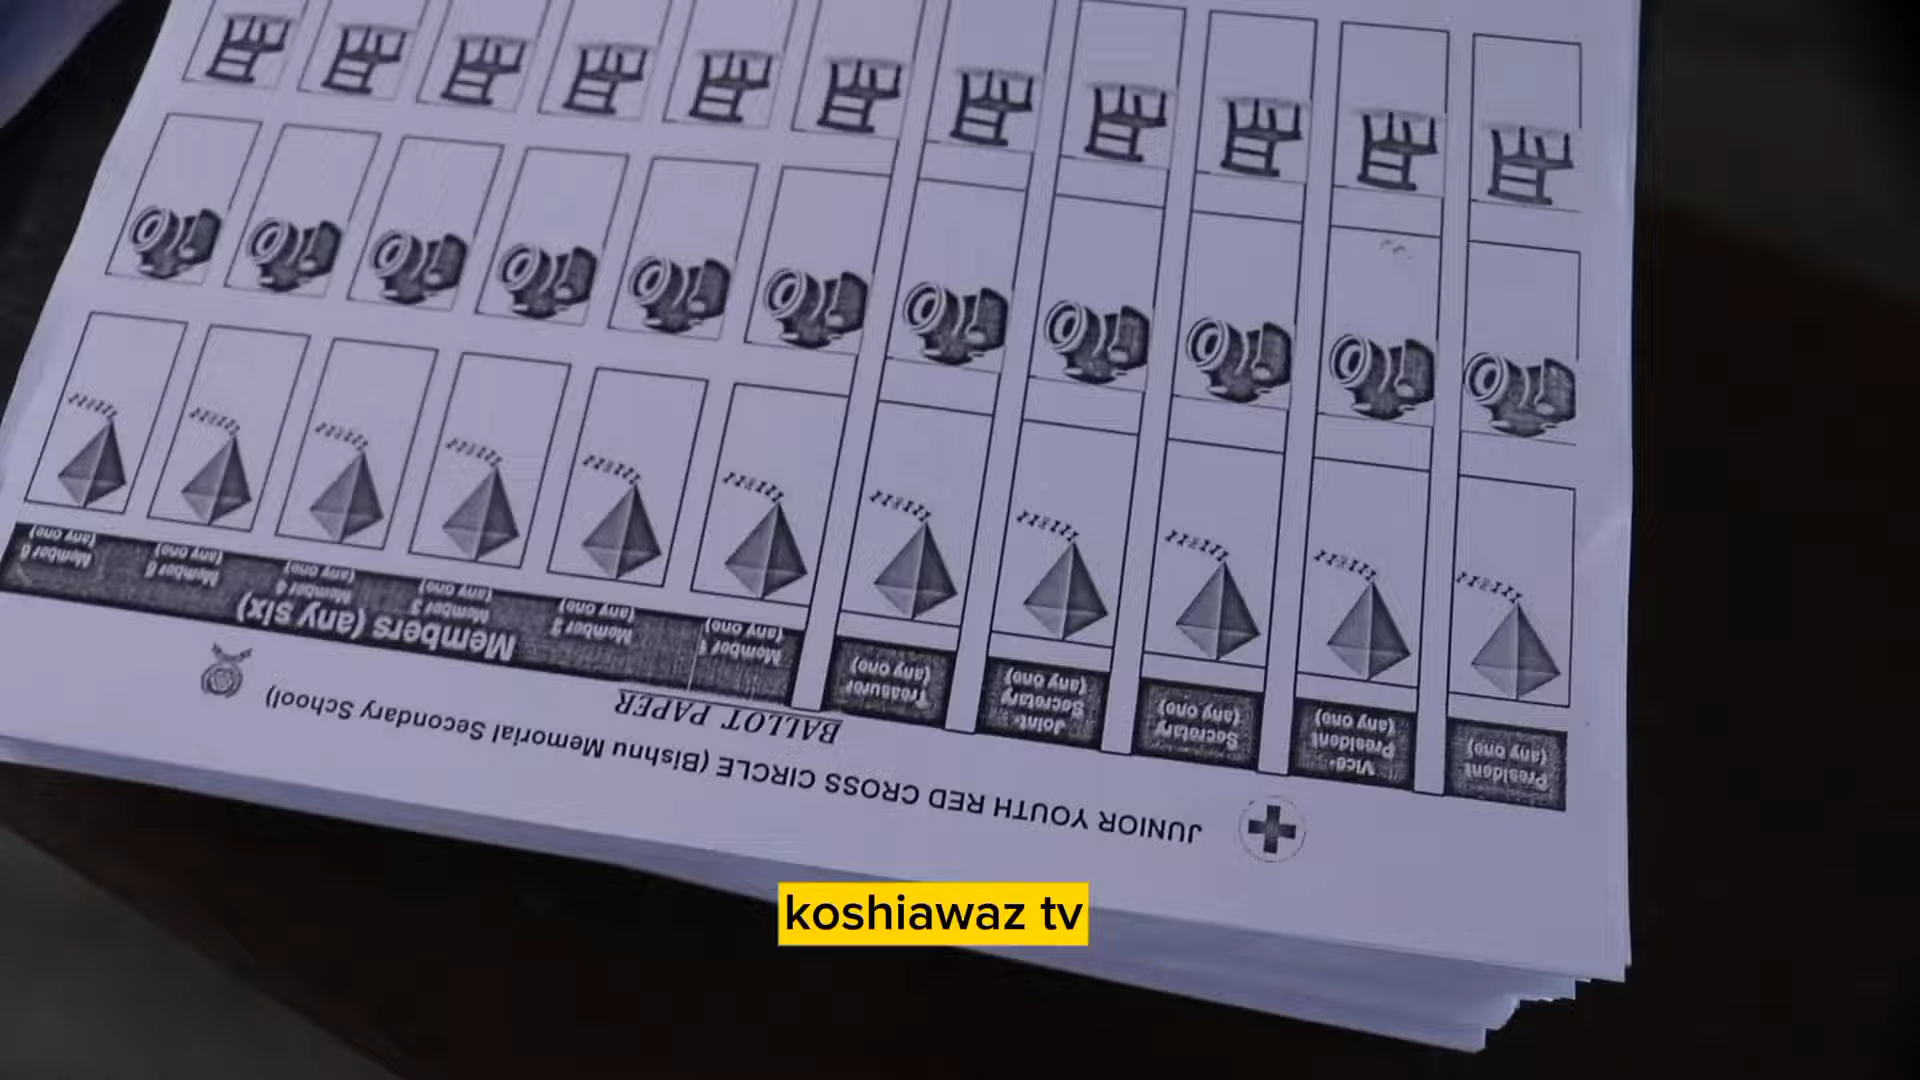 JUNIOR YOUTH RED CROSS CIRCLE (Bishnu Memorial Secondary School)
BALLOT PAPER
President
(any one)
Vice-
President
(any one)
Secretary
(any one)
Joint-
Secretary
(any one)
Treasurer
(any one)
Members (any six)
Member 1
(any one)
Member 2
(any one)
Member 3
(any one)
Member 4
(any one)
Member 5
(any one)
Member 6
(any one)
koshiawaz tv